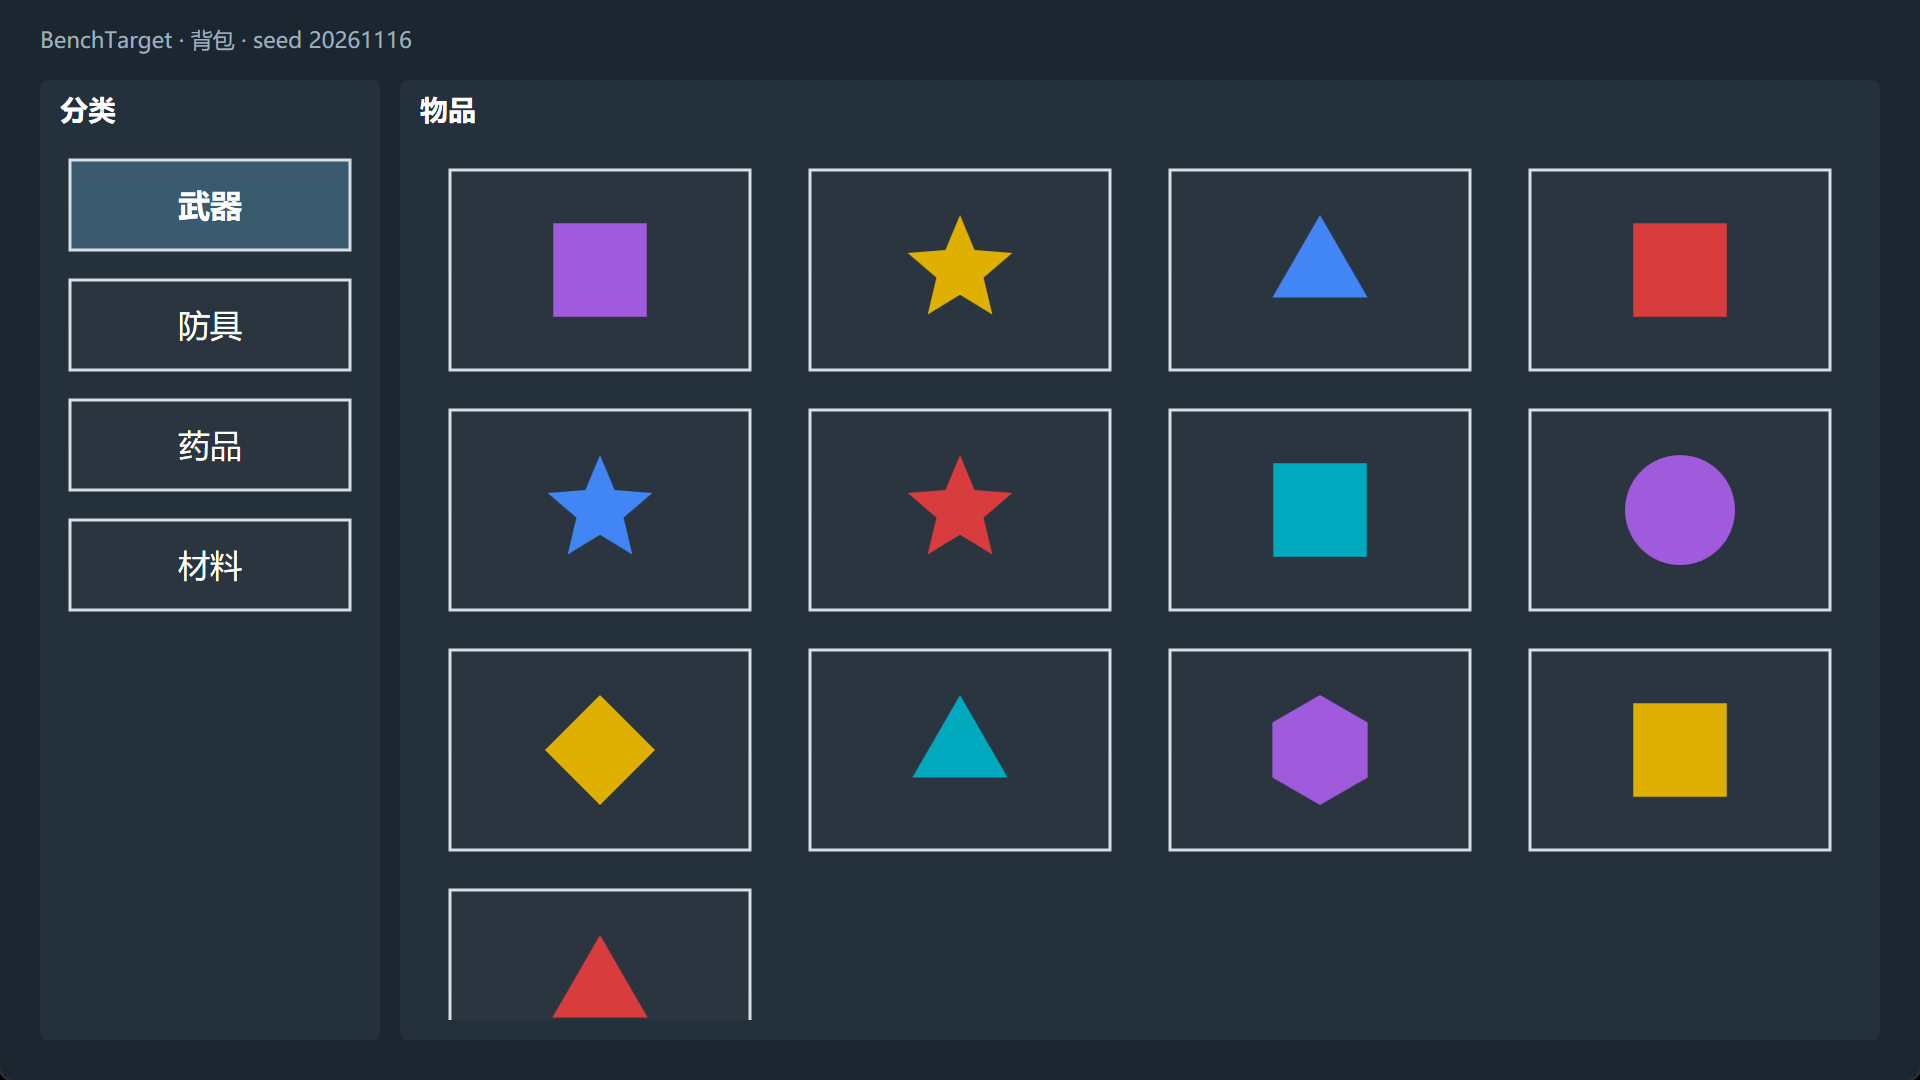 BenchTarget · 背包 · seed 20261116
分类
武器
防具
药品
材料
物品